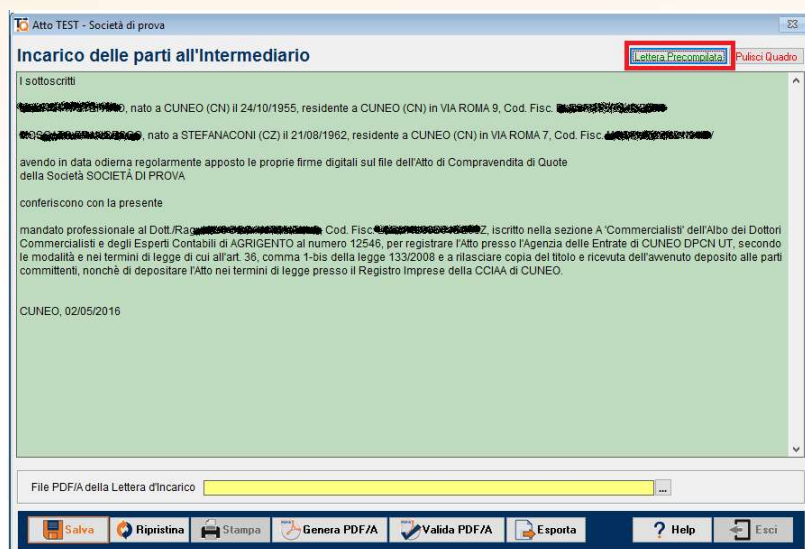 Atto TEST - Società di prova
Incarico delle parti all'Intermediario
Lettera Precompilata
Pulisci Quadro
I sottoscritti
, nato a CUNEO (CN) il 24/10/1955, residente a CUNEO (CN) in VIA ROMA 9, Cod. Fisc.
, nato a STEFANACONI (CZ) il 21/08/1962, residente a CUNEO (CN) in VIA ROMA 7, Cod. Fisc.
avendo in data odierna regolarmente apposto le proprie firme digitali sul file dell'Atto di Compravendita di Quote
della Società SOCIETÀ DI PROVA
conferiscono con la presente
mandato professionale al Dott./Rag. Cod. Fisc. Z, iscritto nella sezione A 'Commercialisti' dell'Albo dei Dottori
Commercialisti e degli Esperti Contabili di AGRIGENTO al numero 12546, per registrare l'Atto presso l'Agenzia delle Entrate di CUNEO DPCN UT, secondo
le modalità e nei termini di legge di cui all'art. 36, comma 1-bis della legge 133/2008 e a rilasciare copia del titolo e ricevuta dell'avvenuto deposito alle parti
committenti, nonchè di depositare l'Atto nei termini di legge presso il Registro Imprese della CCIAA di CUNEO.
CUNEO, 02/05/2016
File PDF/A della Lettera d'Incarico
...
Salva
Ripristina
Stampa
Genera PDF/A
Valida PDF/A
Esporta
? Help
Esci